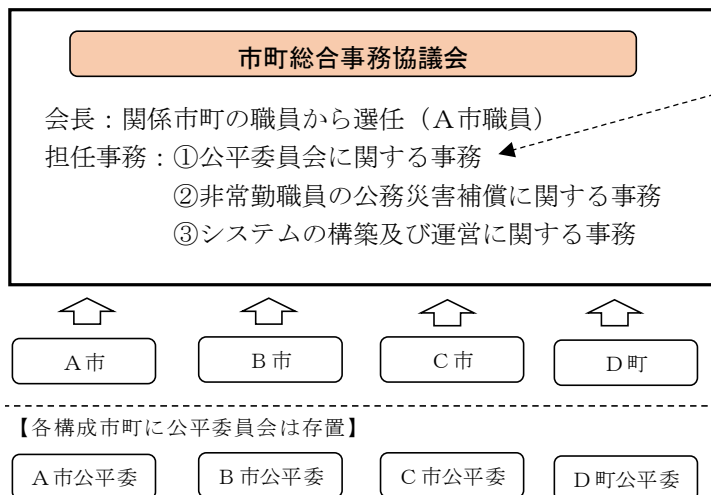 市町総合事務協議会
会長：関係市町の職員から選任（A市職員）
担任事務：①公平委員会に関する事務
②非常勤職員の公務災害補償に関する事務
③システムの構築及び運営に関する事務
A市 B市 C市 D町
【各構成市町に公平委員会は存置】
A市公平委 B市公平委 C市公平委 D町公平委